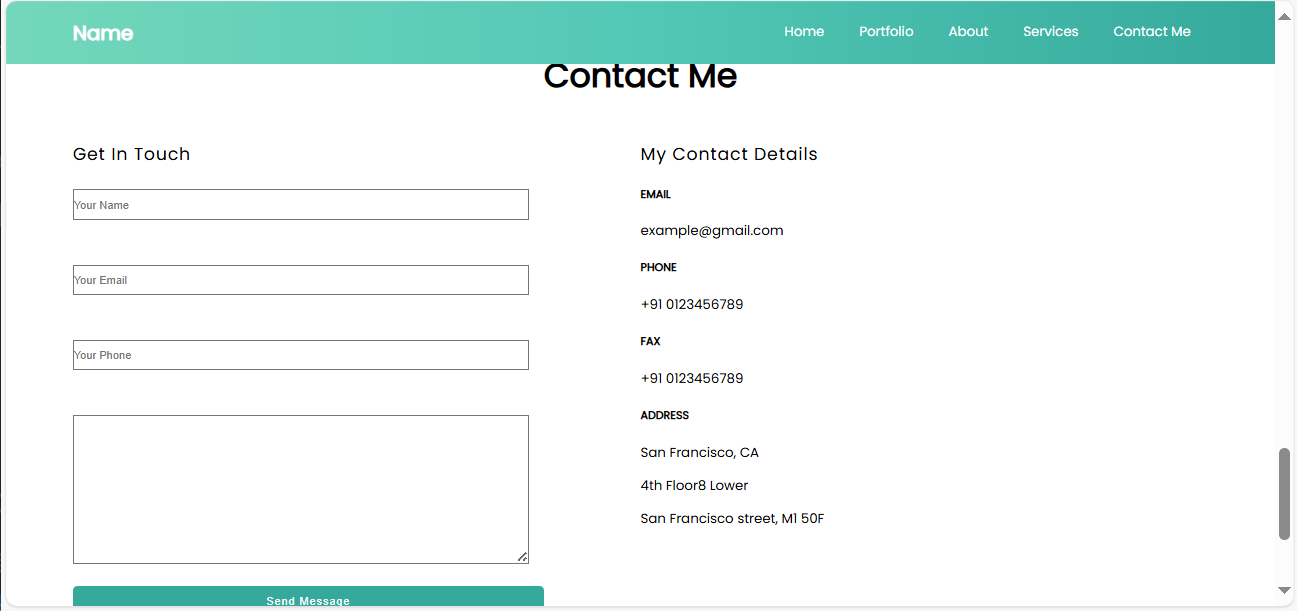 Name
Home Portfolio About Services Contact Me
Contact Me
Get In Touch
Your Name
Your Email
Your Phone
Send Message
My Contact Details
EMAIL
example@gmail.com
PHONE
+91 0123456789
FAX
+91 0123456789
ADDRESS
San Francisco, CA
4th Floor8 Lower
San Francisco street, M1 50F